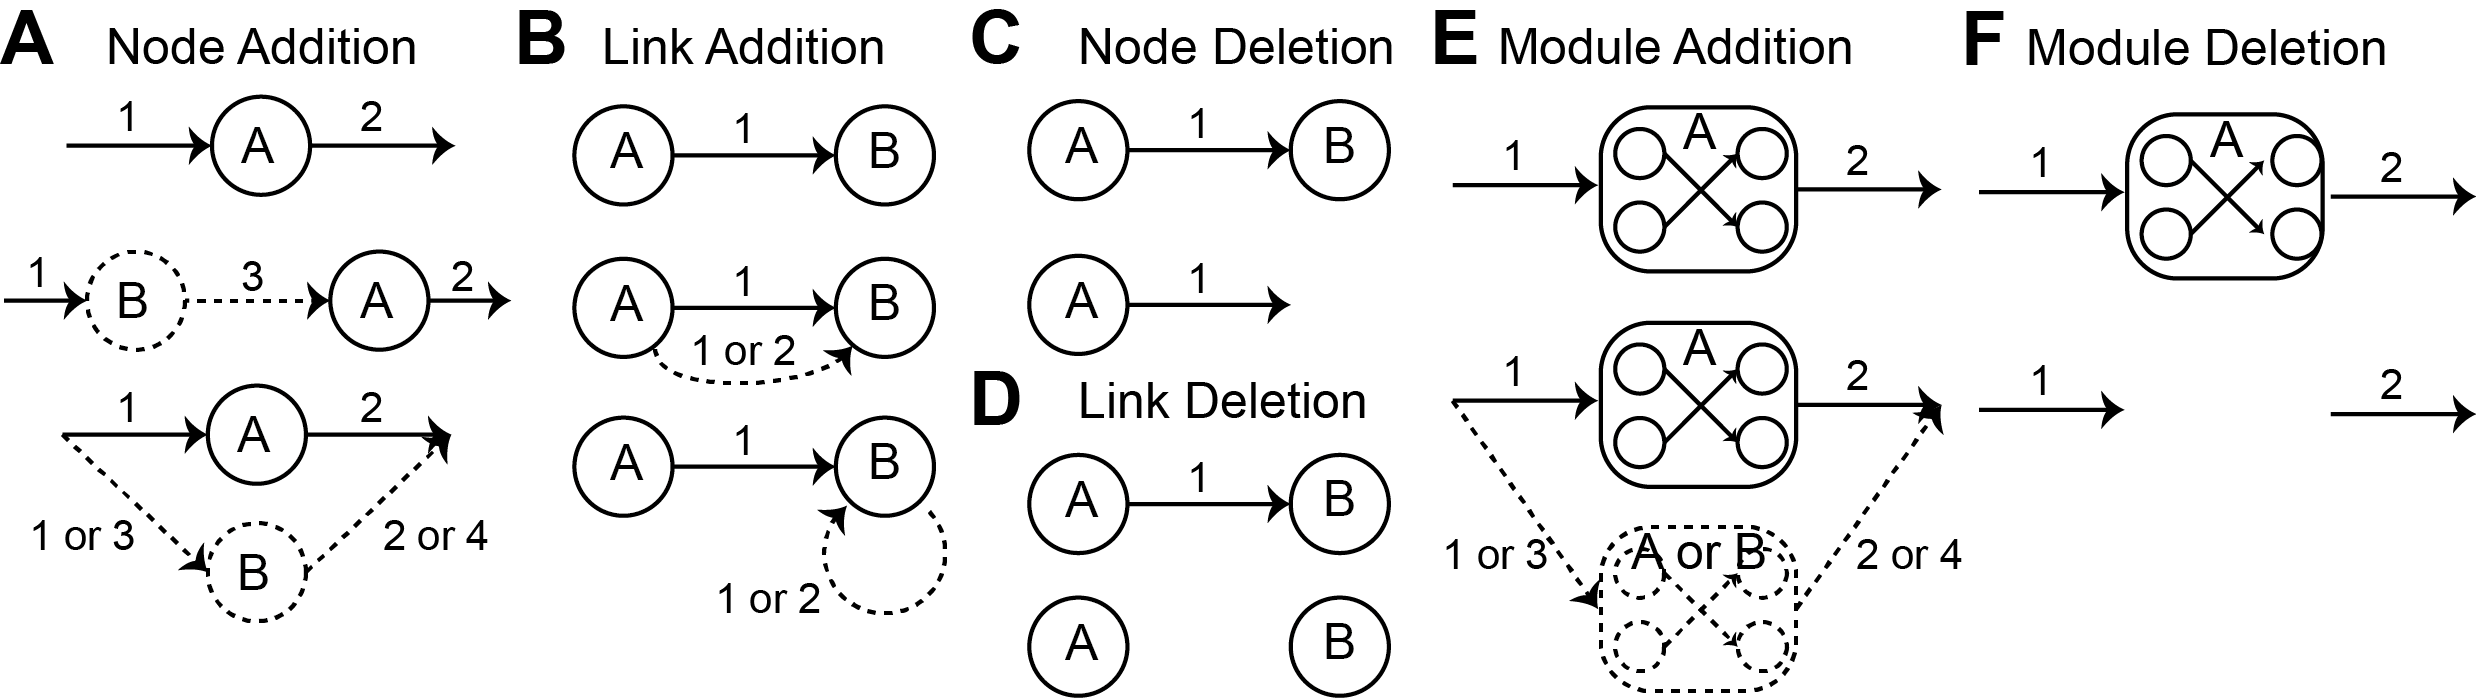 A Node Addition
1 A 2
1 B 3 A 2
1 A 2
1 or 3 B 2 or 4
B Link Addition
A 1 B
A 1 B
1 or 2
A 1 B
1 or 2
C Node Deletion
A 1 B
A 1
D Link Deletion
A 1 B
A B
E Module Addition
1 A 2
1 A 2
1 or 3 A or B 2 or 4
F Module Deletion
1 A 2
1 2